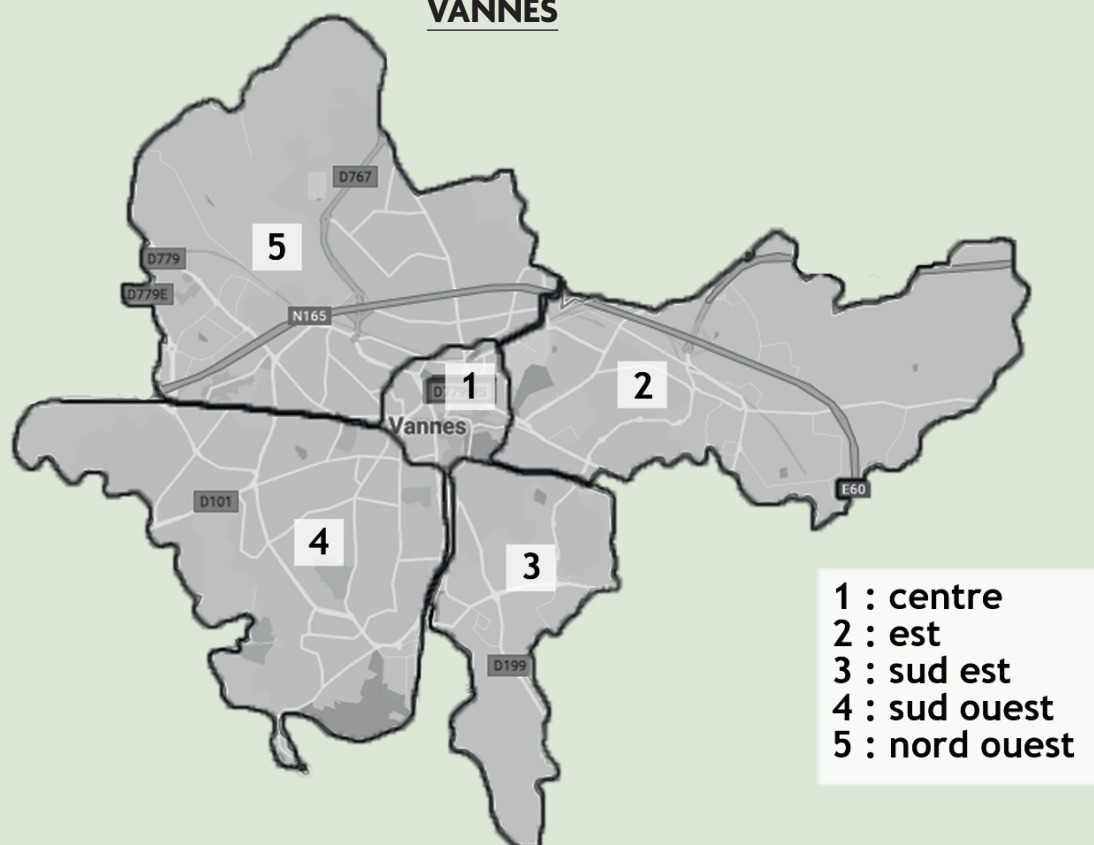 VANNES
D767
5
D779
D779E
N165
1
2
Vannes
E60
D101
4
3
D199
1 : centre
2 : est
3 : sud est
4 : sud ouest
5 : nord ouest